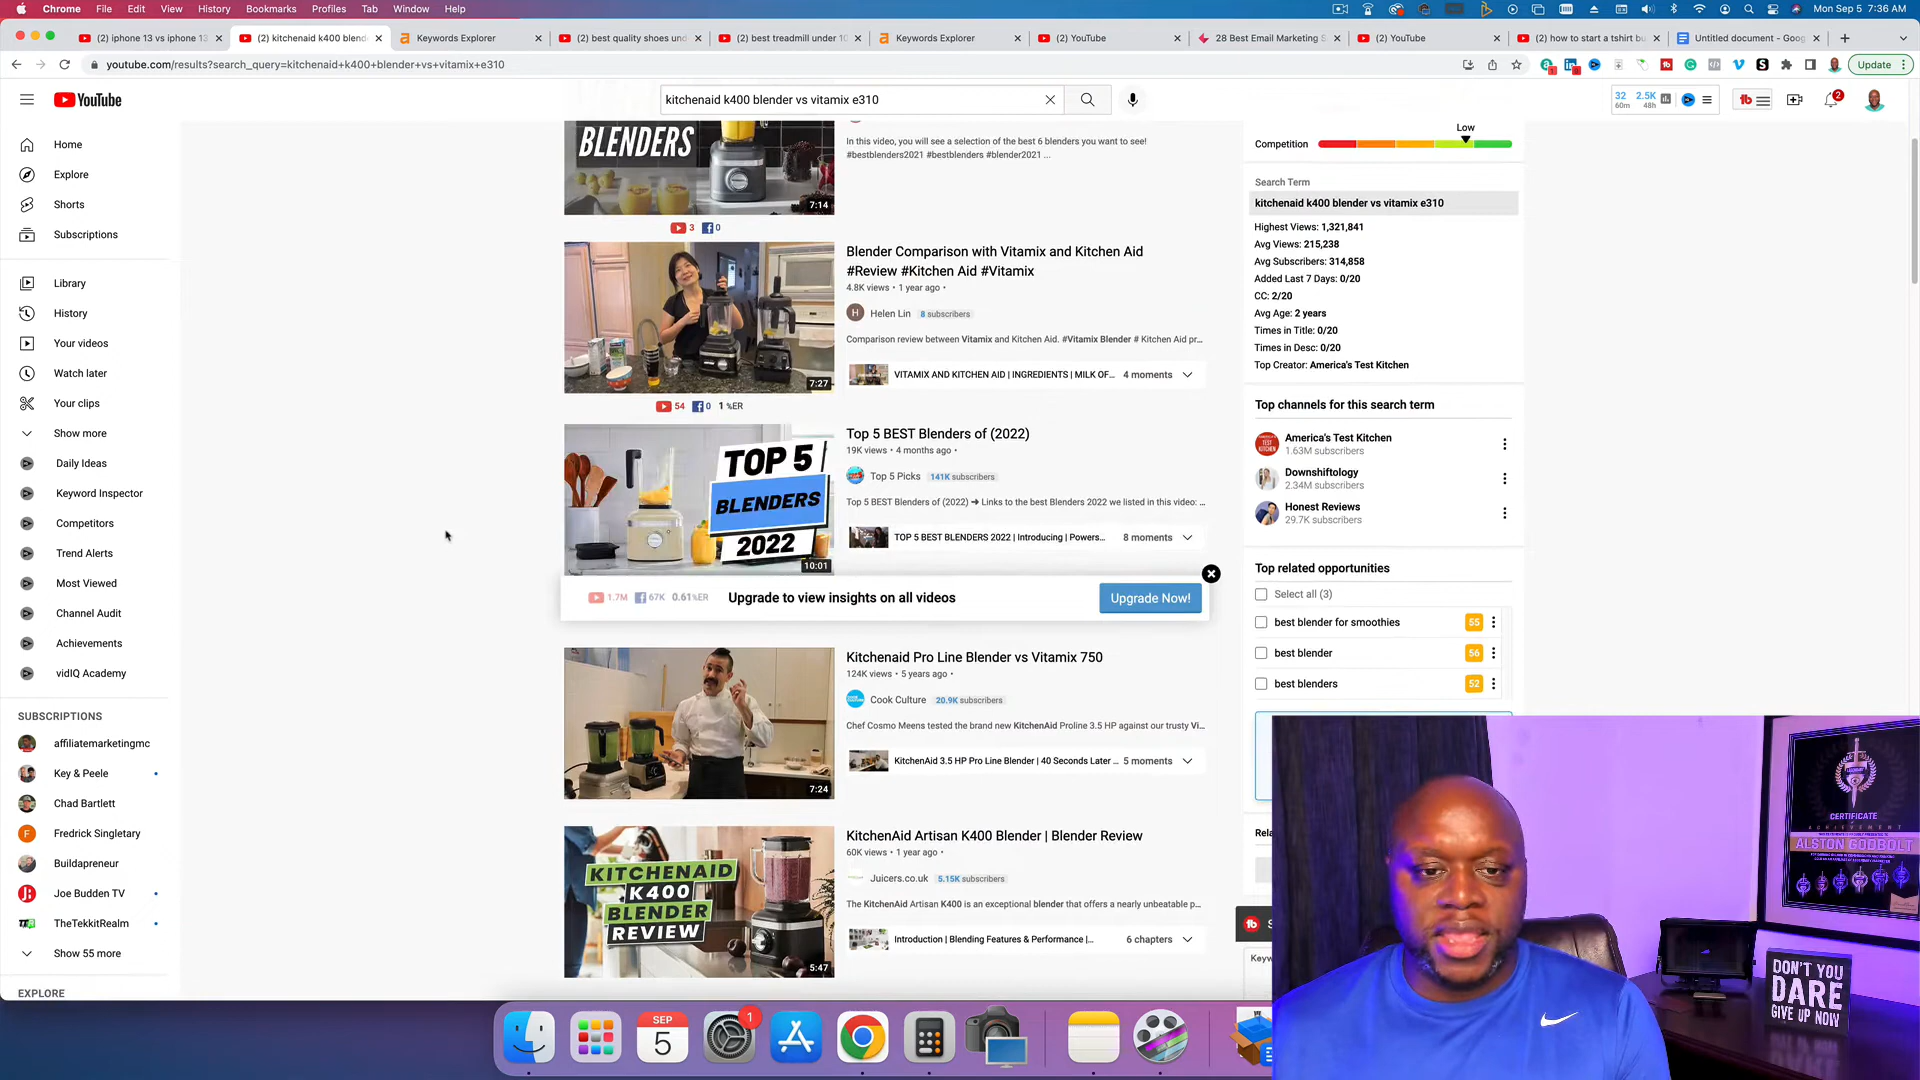 Chrome File Edit View History Bookmarks Profiles Tab Window Help
Mon Sep 5 7:36 AM
(2) iphone 13 vs iphone 13
(2) kitchenaid k400 blend
Keywords Explorer
(2) best quality shoes und
(2) best treadmill under 10
Keywords Explorer
(2) YouTube
28 Best Email Marketing S
(2) YouTube
(2) how to start a tshirt bu
Untitled document - Goog
youtube.com/results?search_query=kitchenaid+k400+blender+vs+vitamix+e310
Update
YouTube
kitchenaid k400 blender vs vitamix e310
32 2.5K
60m 48h
2
Home
Explore
Shorts
Subscriptions
Library
History
Your videos
Watch later
Your clips
Show more
Daily Ideas
Keyword Inspector
Competitors
Trend Alerts
Most Viewed
Channel Audit
Achievements
vidIQ Academy
SUBSCRIPTIONS
affiliatemarketingmc
Key & Peele
Chad Bartlett
Fredrick Singletary
Buildapreneur
Joe Budden TV
TheTekkitRealm
Show 55 more
EXPLORE
BLENDERS
7:14
In this video, you will see a selection of the best 6 blenders you want to see!
#bestblenders2021 #bestblenders #blender2021 ...
3 0
Blender Comparison with Vitamix and Kitchen Aid
#Review #Kitchen Aid #Vitamix
4.8K views • 1 year ago •
Helen Lin 8 subscribers
Comparison review between Vitamix and Kitchen Aid. #Vitamix Blender # Kitchen Aid pr...
VITAMIX AND KITCHEN AID | INGREDIENTS | MILK OF... 4 moments
7:27
54 0 1 %ER
TOP 5
BLENDERS
2022
10:01
Top 5 BEST Blenders of (2022)
19K views • 4 months ago •
Top 5 Picks 141K subscribers
Top 5 BEST Blenders of (2022) ➜ Links to the best Blenders 2022 we listed in this video: ...
TOP 5 BEST BLENDERS 2022 | Introducing | Powers... 8 moments
1.7M 67K 0.61%ER
Upgrade to view insights on all videos
Upgrade Now!
Kitchenaid Pro Line Blender vs Vitamix 750
124K views • 5 years ago •
Cook Culture 20.9K subscribers
Chef Cosmo Meens tested the brand new KitchenAid Proline 3.5 HP against our trusty Vi...
KitchenAid 3.5 HP Pro Line Blender | 40 Seconds Later ... 5 moments
7:24
KITCHENAID
K400
BLENDER
REVIEW
5:47
KitchenAid Artisan K400 Blender | Blender Review
60K views • 1 year ago •
Juicers.co.uk 5.15K subscribers
The KitchenAid Artisan K400 is an exceptional blender that offers a nearly unbeatable p...
Introduction | Blending Features & Performance |... 6 chapters
Low
Competition
Search Term
kitchenaid k400 blender vs vitamix e310
Highest Views: 1,321,841
Avg Views: 215,238
Avg Subscribers: 314,858
Added Last 7 Days: 0/20
CC: 2/20
Avg Age: 2 years
Times in Title: 0/20
Times in Desc: 0/20
Top Creator: America's Test Kitchen
Top channels for this search term
America's Test Kitchen
1.63M subscribers
Downshiftology
2.34M subscribers
Honest Reviews
29.7K subscribers
Top related opportunities
Select all (3)
best blender for smoothies 55
best blender 56
best blenders 52
Rela
S
Keyw
SEP
5
1
CERTIFICATE
ACHIEVEMENT
ALSTON GODBOLT
DON'T YOU
DARE
GIVE UP NOW